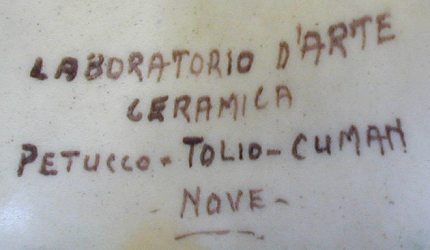 LABORATORIO D'ARTE
CERAMICA
PETUCCO - TOLIO - CUMAN
- NOVE -